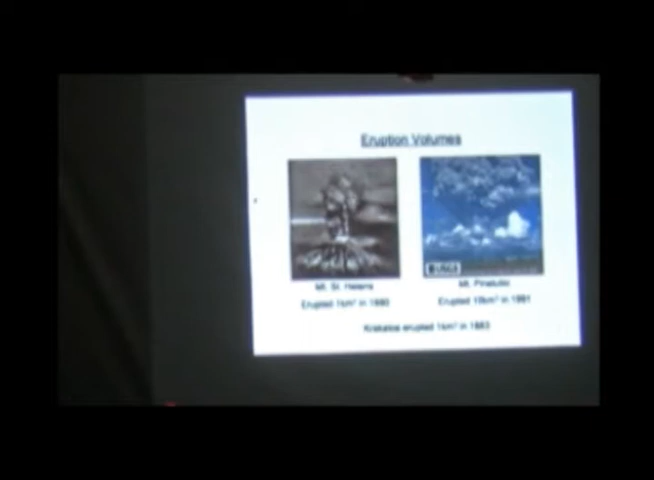 Eruption Volumes
USGS
Mt. St. Helens
Mt. Pinatubo
Erupted 1km³ in 1980
Erupted 10km³ in 1991
Krakatoa erupted 1km³ in 1883